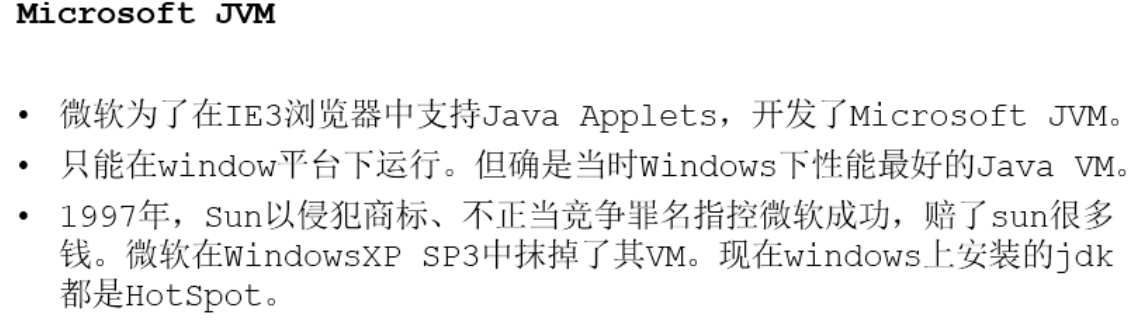 Microsoft JVM
• 微软为了在IE3浏览器中支持Java Applets，开发了Microsoft JVM。
• 只能在window平台下运行。但确是当时Windows下性能最好的Java VM。
• 1997年，Sun以侵犯商标、不正当竞争罪名指控微软成功，赔了sun很多
钱。微软在WindowsXP SP3中抹掉了其VM。现在windows上安装的jdk
都是HotSpot。